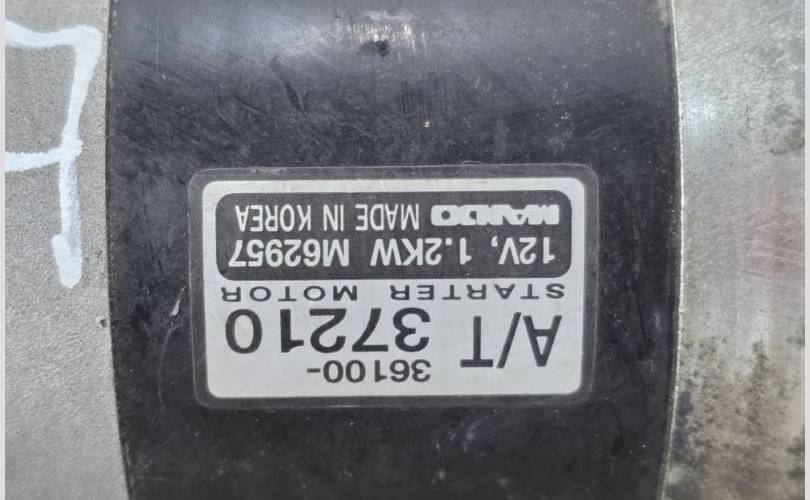 36100-
A/T 37210
STARTER MOTOR
12V, 1.2KW M62957
MANDO MADE IN KOREA